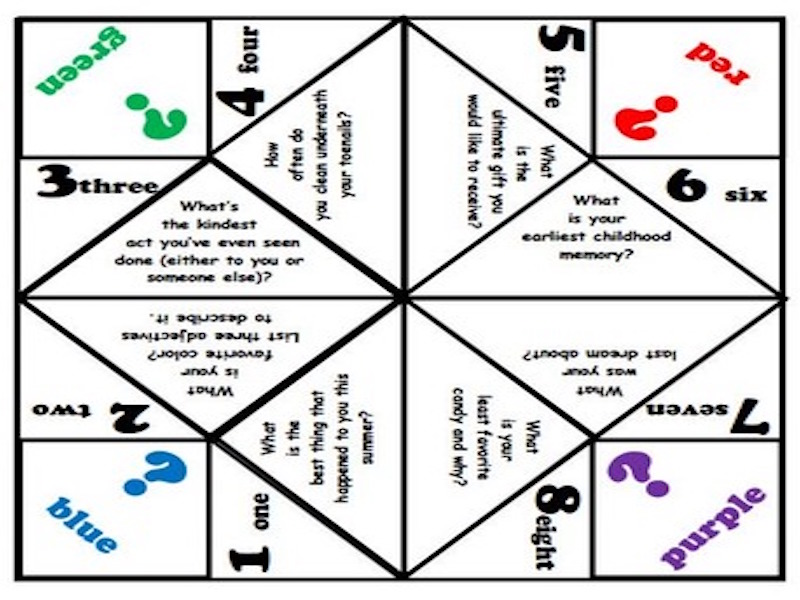 green
?
4 four
5 five
red
?
3 three
6 six
How
often do
you clean underneath
your toenails?
What
is the
ultimate gift you
would like to receive?
What's
the kindest
act you've even seen
done (either to you or
someone else)?
What
is your
earliest childhood
memory?
What
is your
favorite color?
List three adjectives
to describe it.
What
was your
last dream about?
What
is the
best thing that
happened to you this
summer?
What
is your
least favorite
candy and why?
2 two
7 seven
?
blue
1 one
8 eight
?
purple